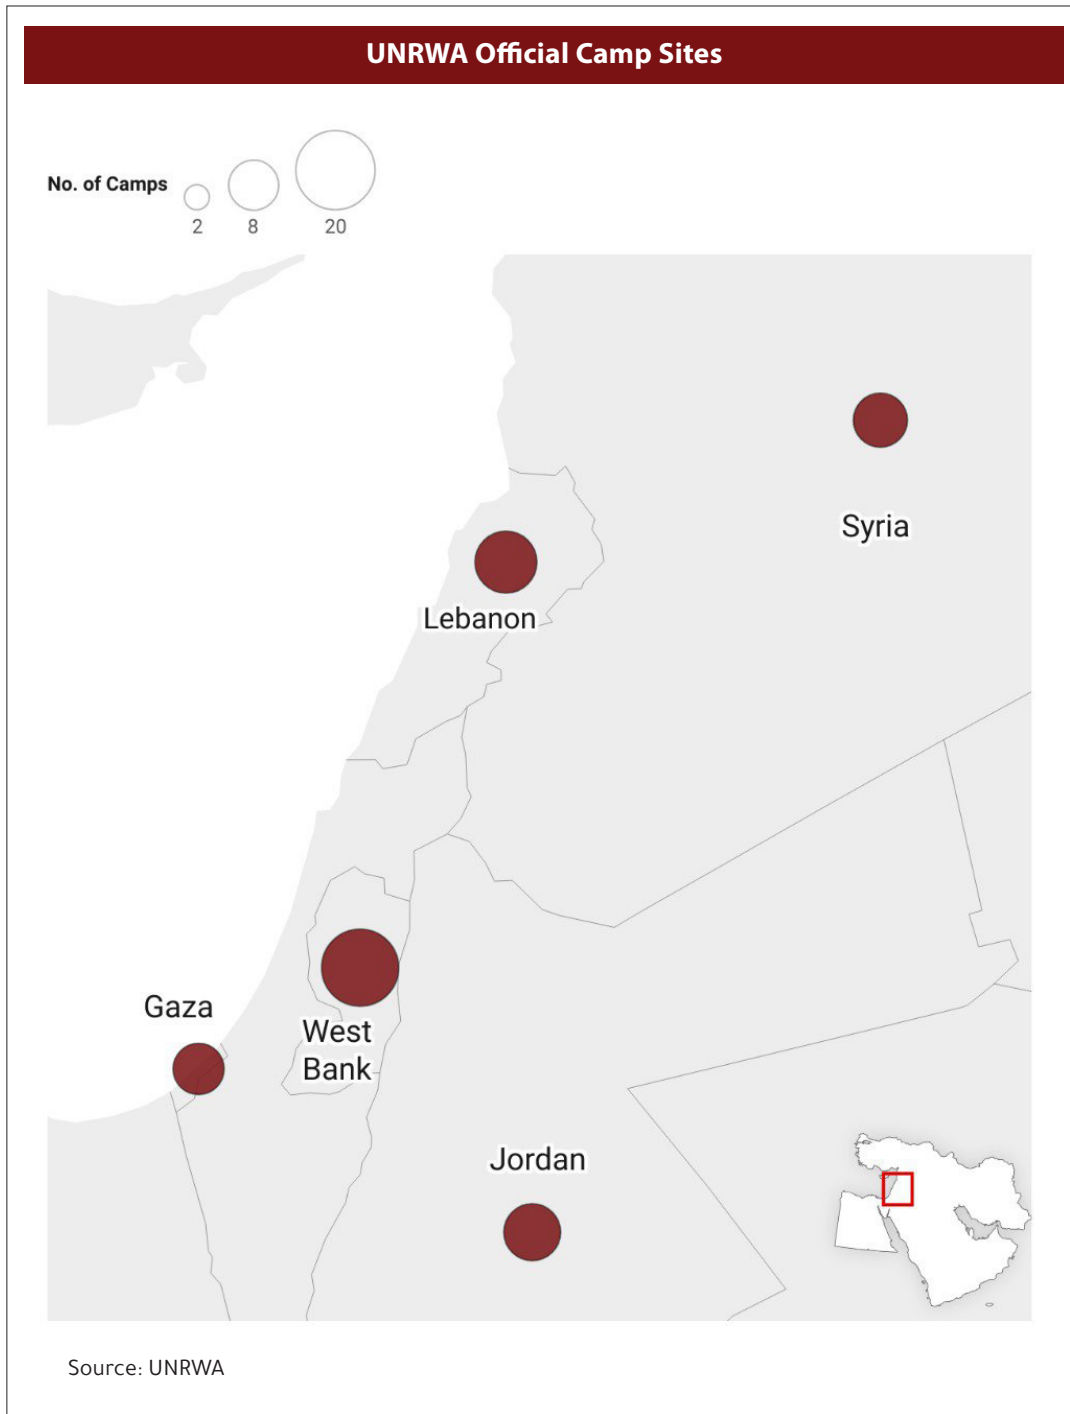 UNRWA Official Camp Sites
No. of Camps
2
8
20
Syria
Lebanon
Gaza
West
Bank
Jordan
Source: UNRWA